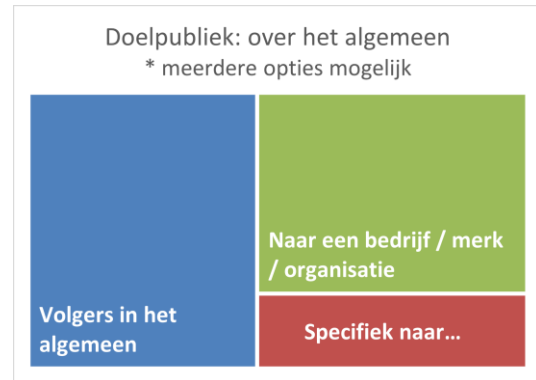 Doelpubliek: over het algemeen
* meerdere opties mogelijk
Naar een bedrijf / merk
/ organisatie
Volgers in het
algemeen
Specifiek naar…